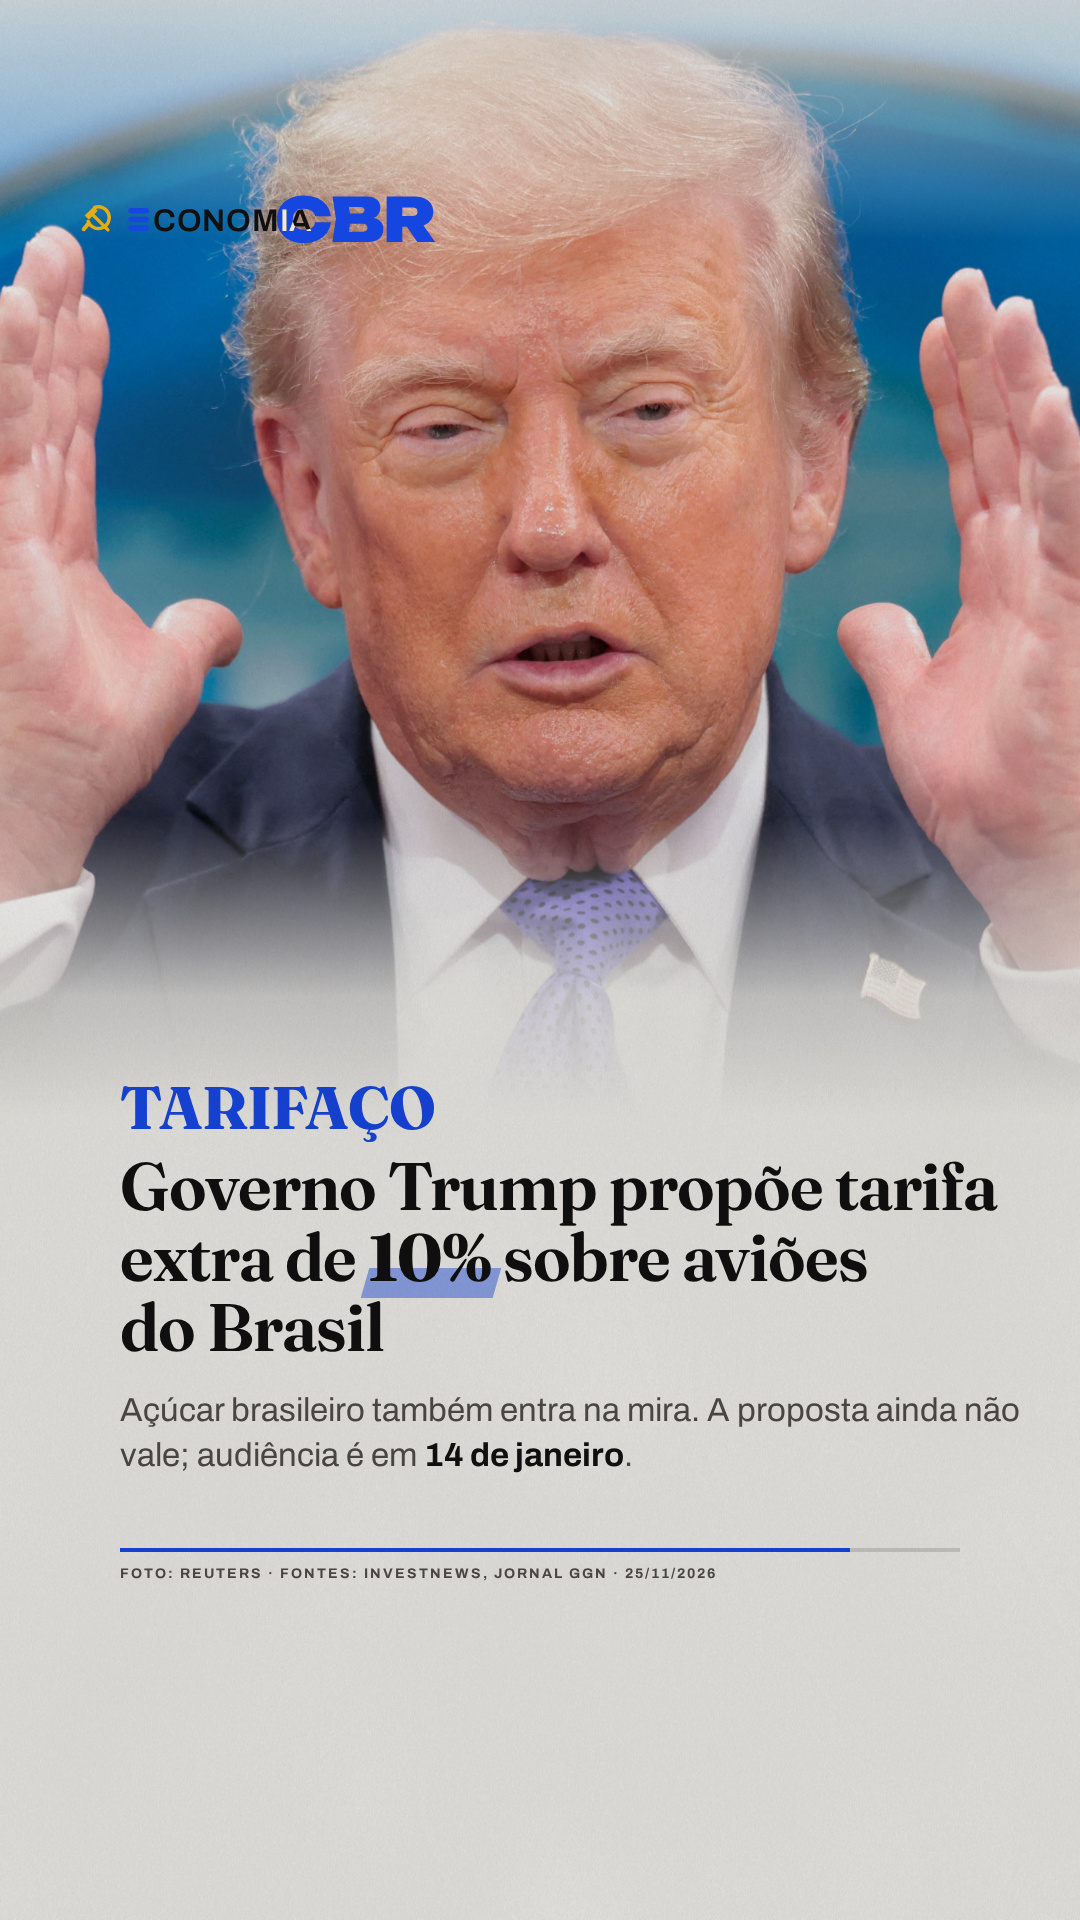 ECONOMIA CBR
TARIFAÇO
Governo Trump propõe tarifa
extra de 10% sobre aviões
do Brasil
Açúcar brasileiro também entra na mira. A proposta ainda não
vale; audiência é em 14 de janeiro.
FOTO: REUTERS · FONTES: INVESTNEWS, JORNAL GGN · 25/11/2026